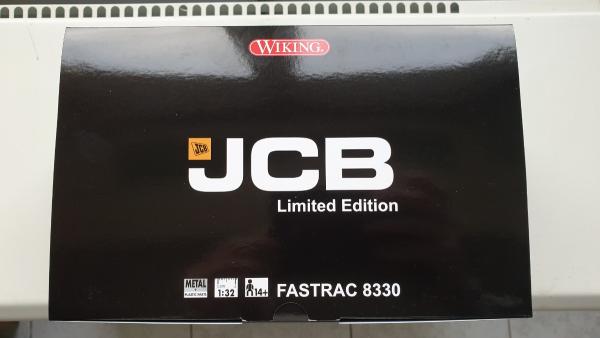 WIKING
JCB
JCB
Limited Edition
METAL
PLASTIC PARTS
1:32
14+
FASTRAC 8330